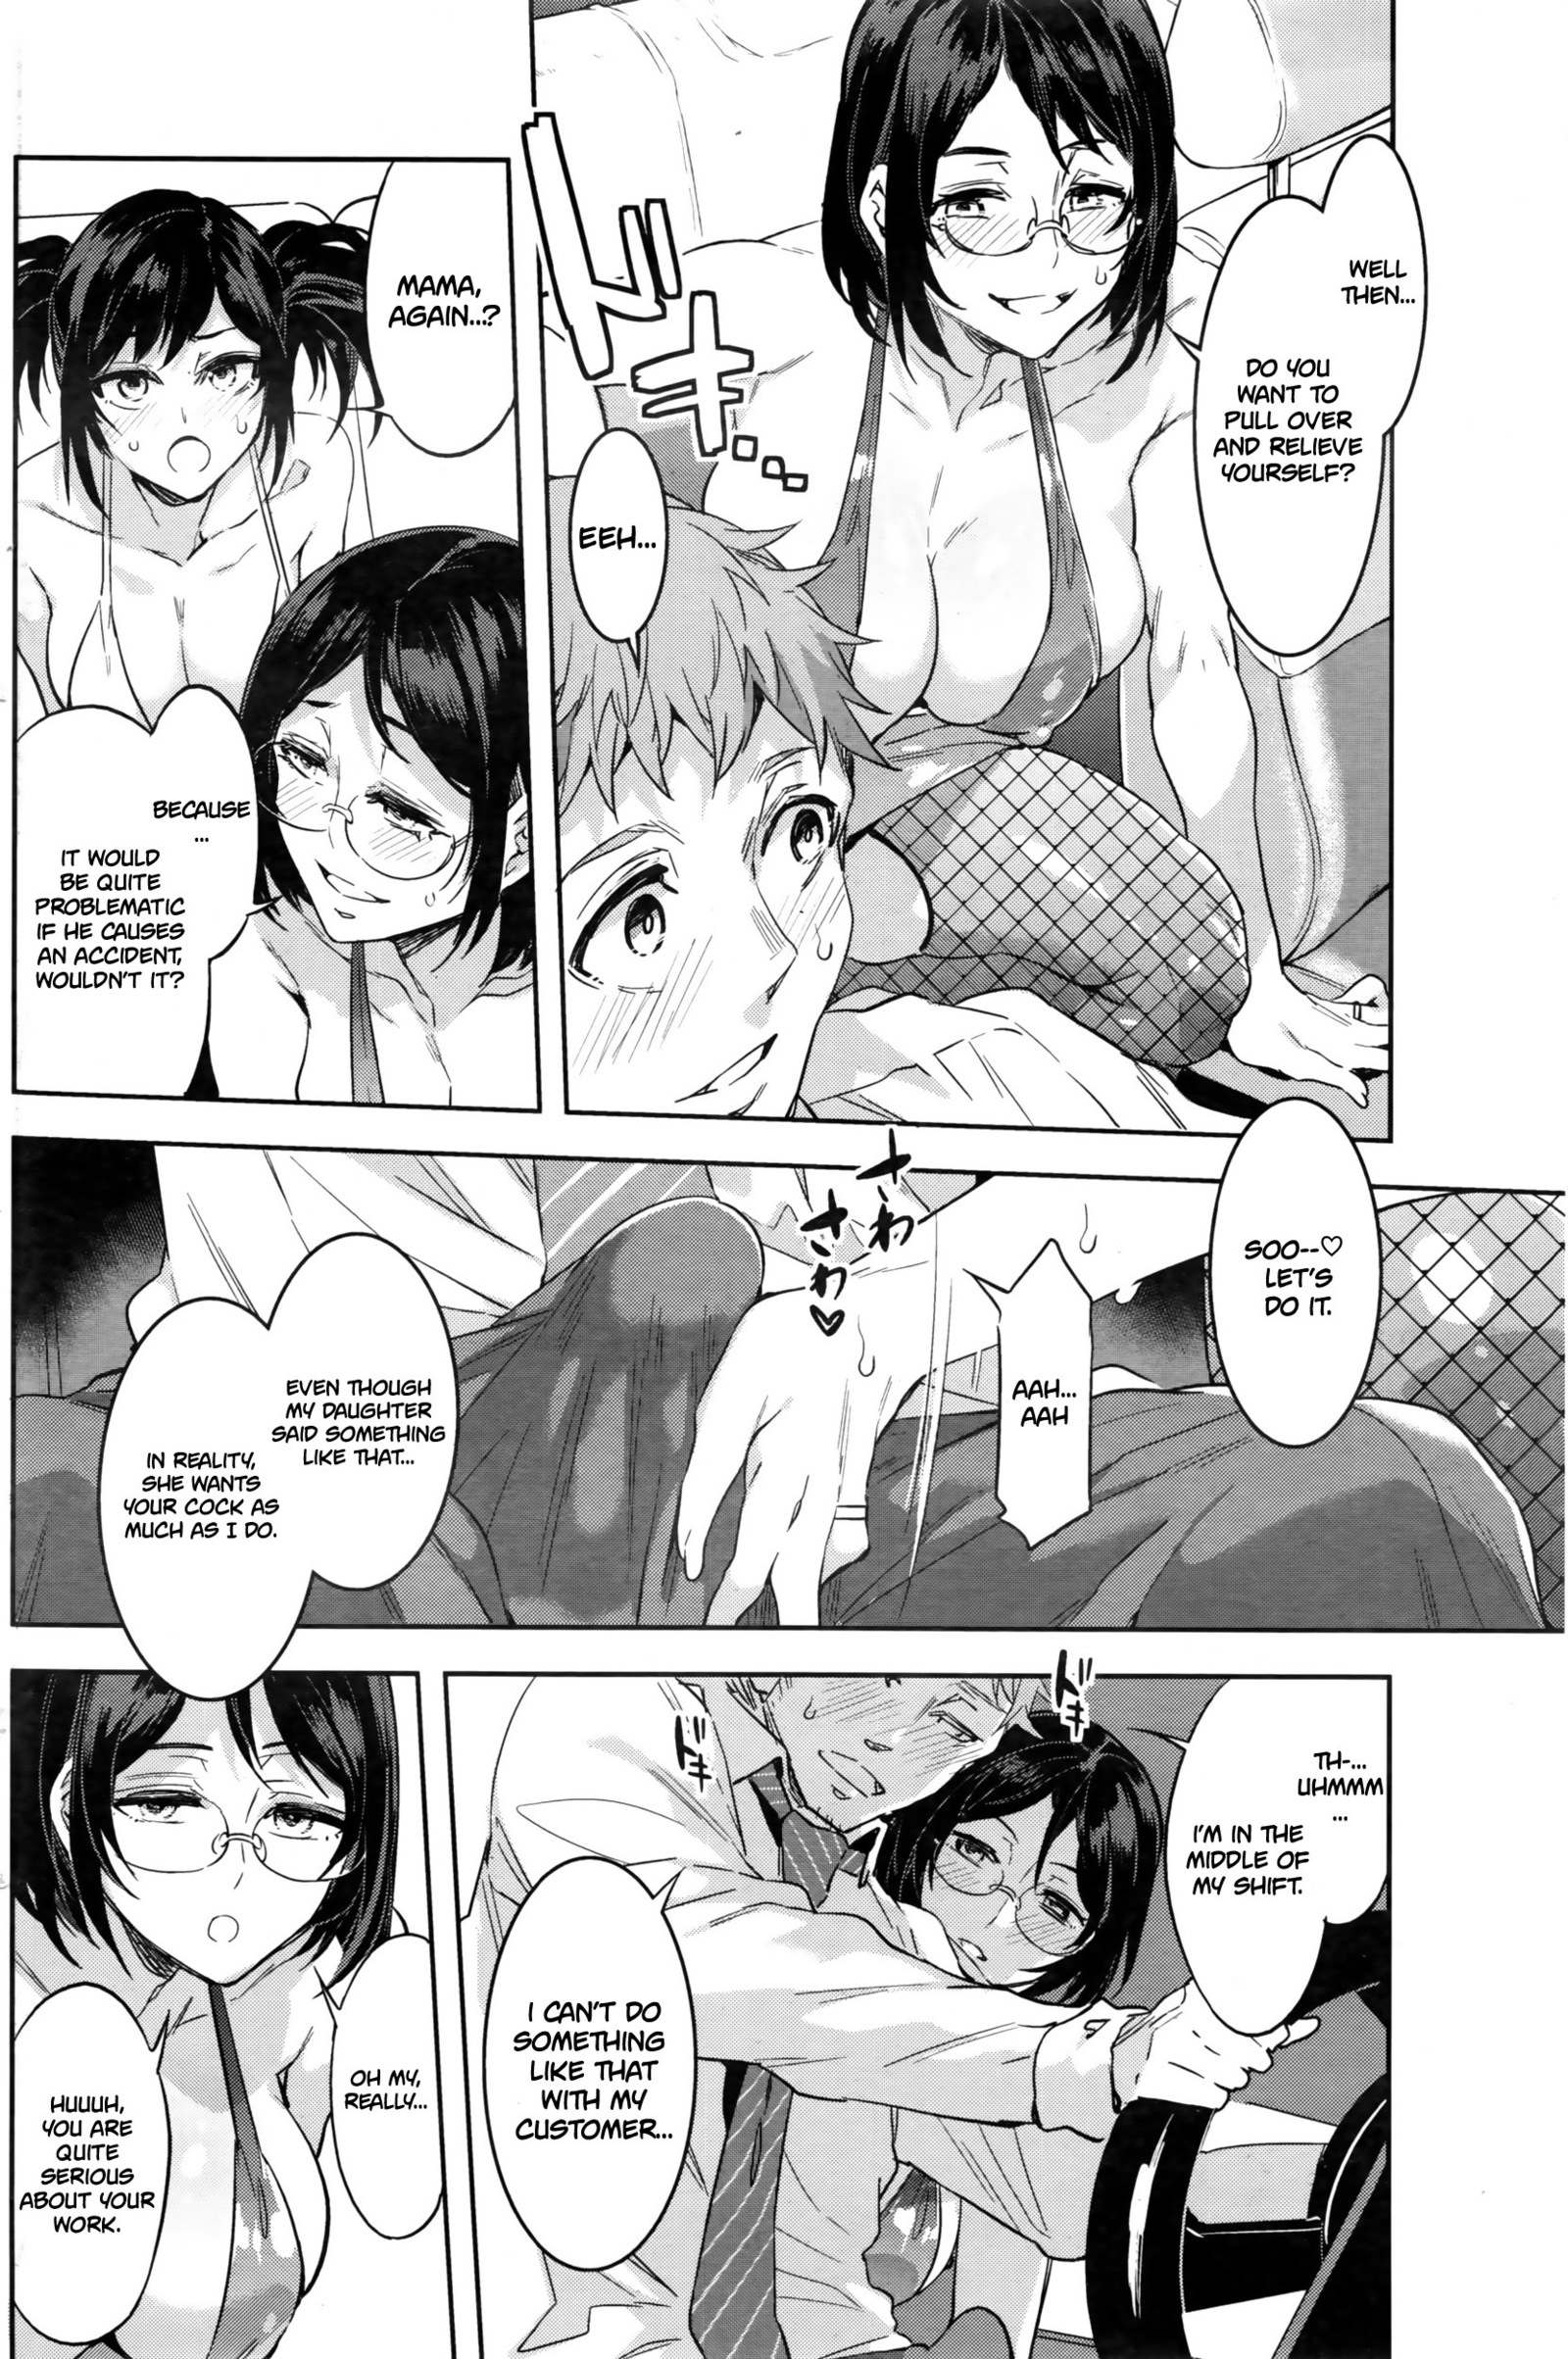 WELL
THEN...
DO YOU
WANT TO
PULL OVER
AND RELIEVE
YOURSELF?
ドキ...
EEH...
MAMA,
AGAIN...?
BECAUSE
...
IT WOULD
BE QUITE
PROBLEMATIC
IF HE CAUSES
AN ACCIDENT,
WOULDN'T IT?
SOO--♡
LET'S
DO IT.
AAH...
AAH
さわ
さわ♥
EVEN THOUGH
MY DAUGHTER
SAID SOMETHING
LIKE THAT...
IN REALITY,
SHE WANTS
YOUR COCK AS
MUCH AS I DO.
TH-...
UHMMM
...
I'M IN THE
MIDDLE OF
MY SHIFT.
ドキ
ドキ
I CAN'T DO
SOMETHING
LIKE THAT
WITH MY
CUSTOMER...
OH MY,
REALLY...
HUUUH,
YOU ARE
QUITE
SERIOUS
ABOUT YOUR
WORK.